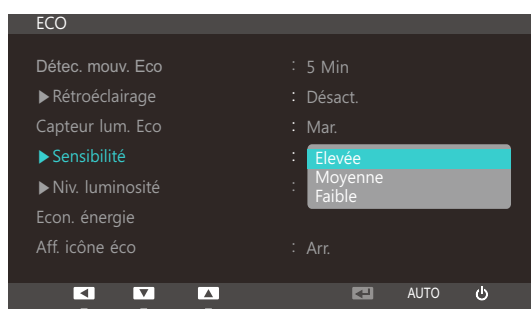 ECO
Détec. mouv. Eco : 5 Min
▶Rétroéclairage : Désact.
Capteur lum. Eco : Mar.
▶Sensibilité : Elevée
Moyenne
▶Niv. luminosité : Faible
Econ. énergie
Aff. icône éco : Arr.
AUTO